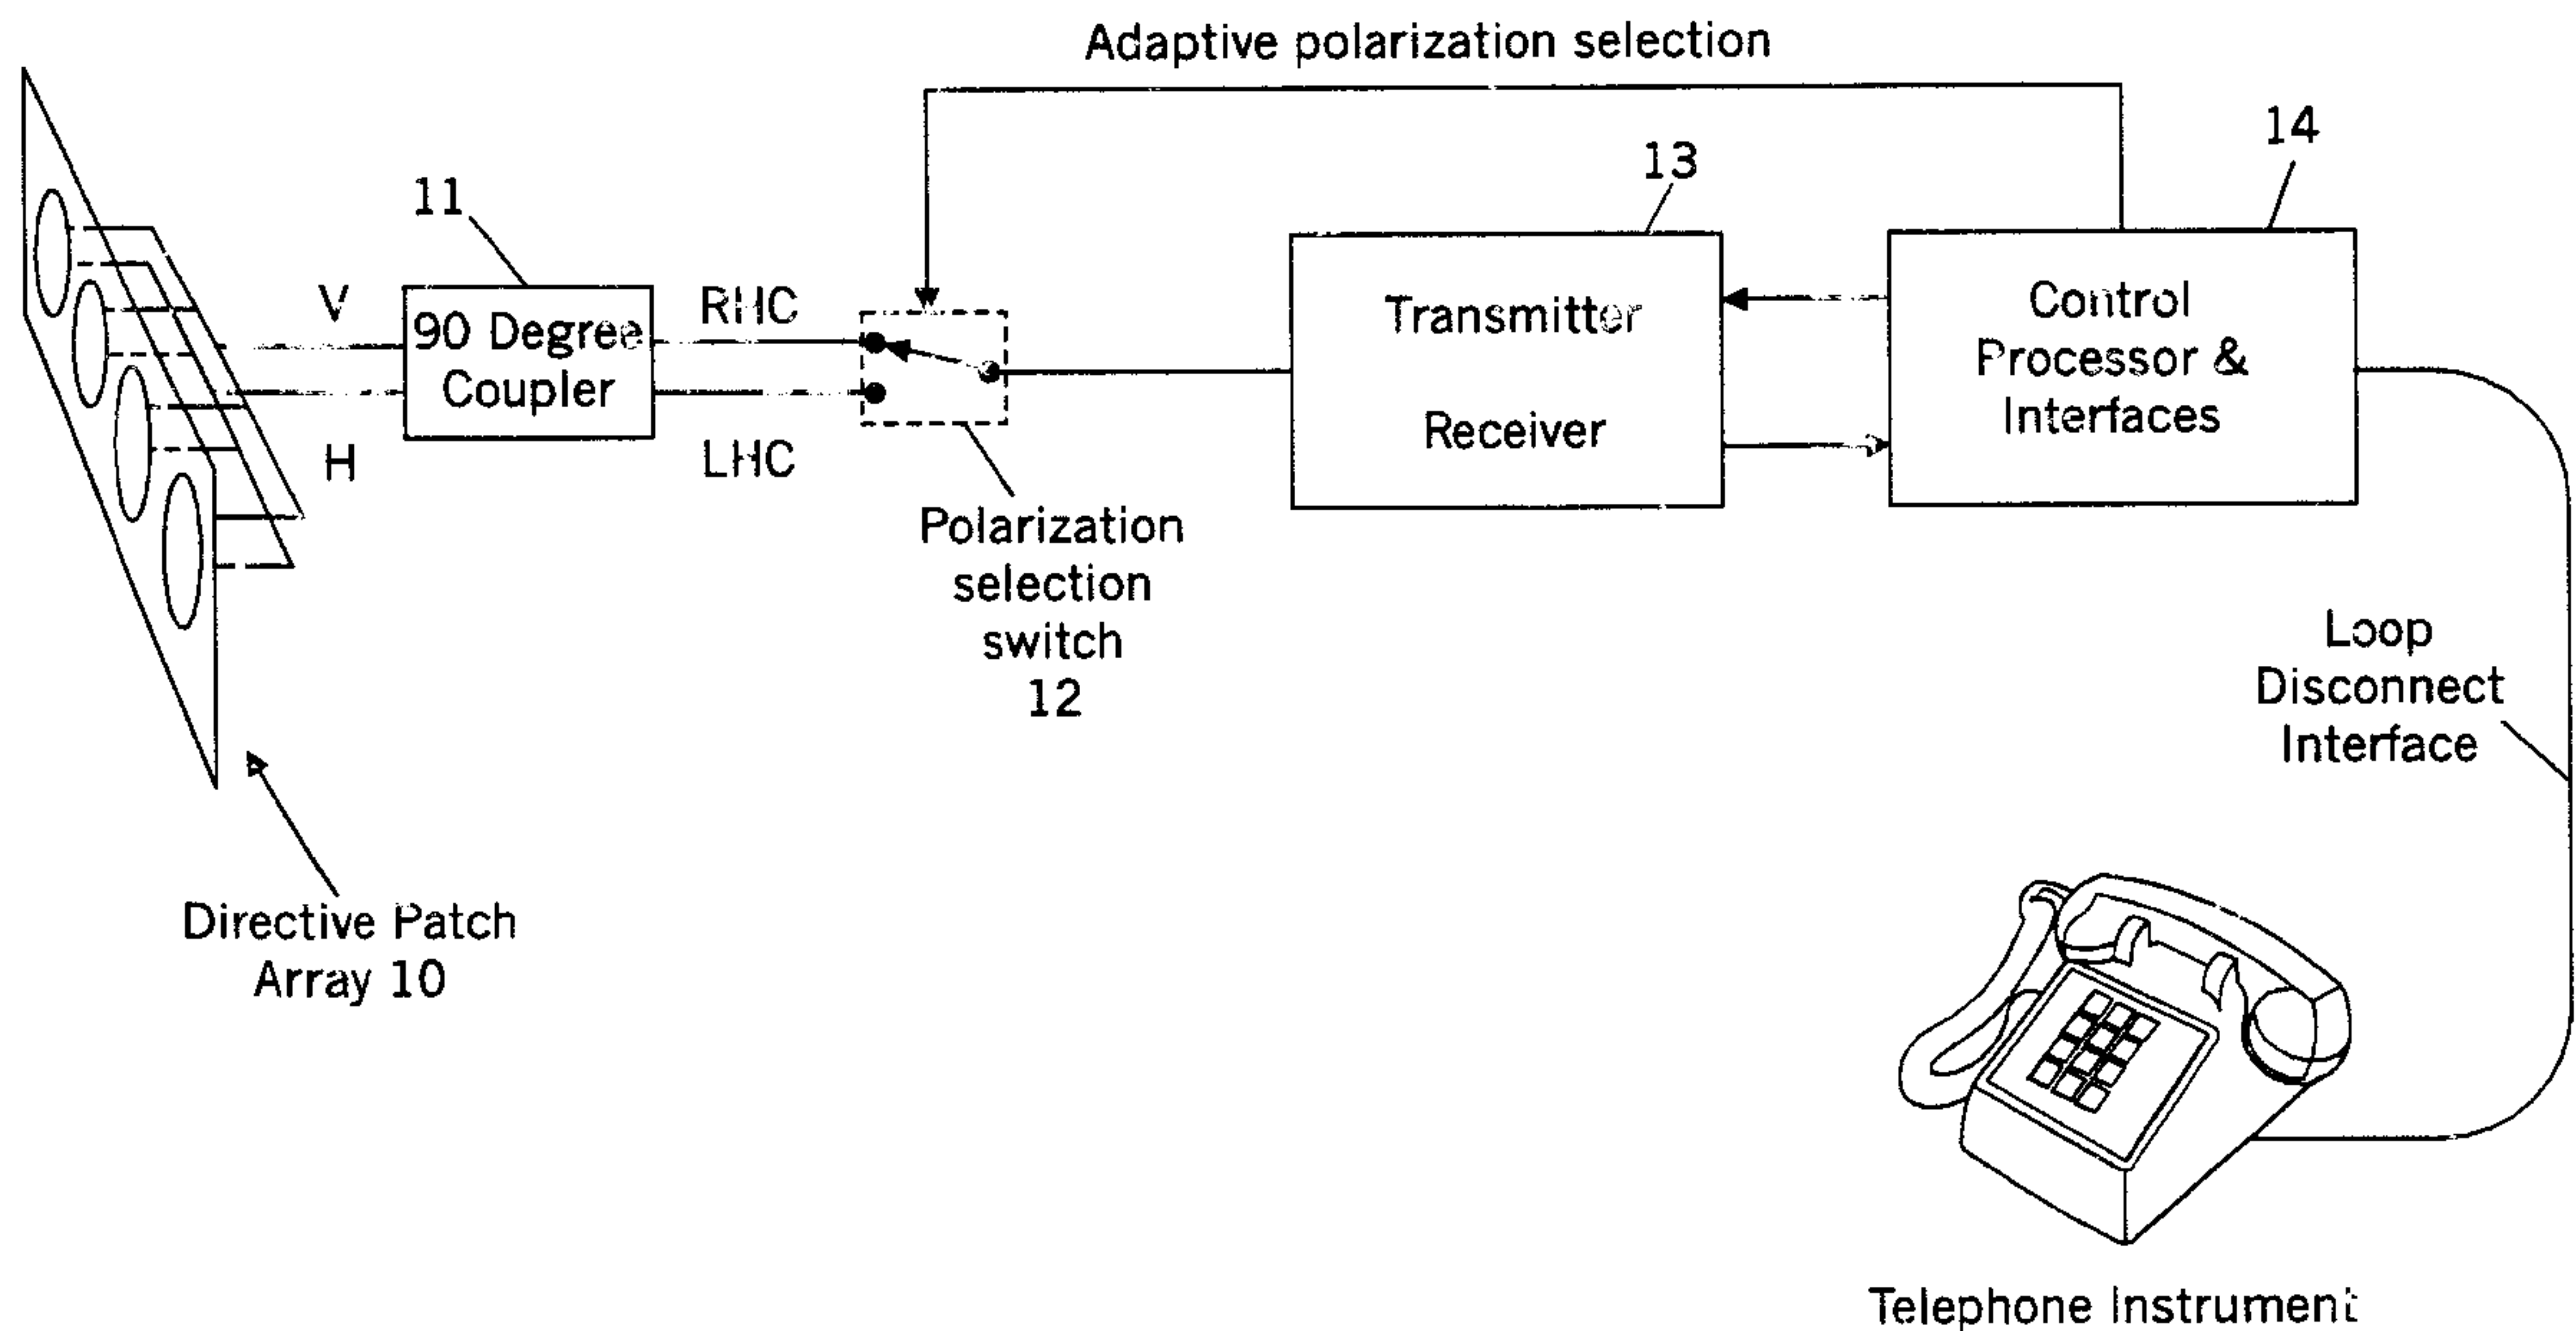 Adaptive polarization selection
14
13
11
V
90 Degree
Coupler
H
RHC
LHC
Transmitter
Receiver
Control
Processor &
Interfaces
Polarization
selection
switch
12
Loop
Disconnect
Interface
Directive Patch
Array 10
Telephone Instrument